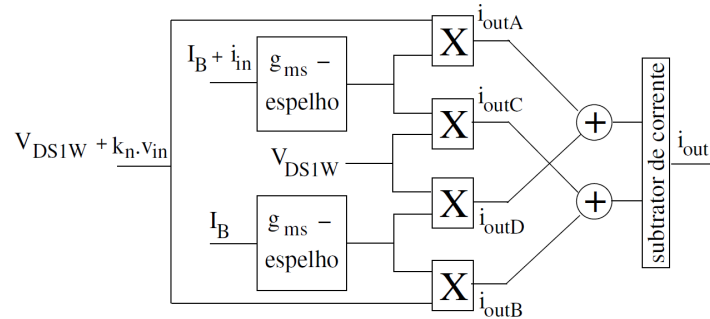 i_outA
X
I_B + i_in
g_ms –
espelho
i_outC
X
+
V_DS1W + k_n.v_in
V_DS1W
subtrator de corrente
i_out
X
+
I_B
g_ms –
espelho
i_outD
X
i_outB